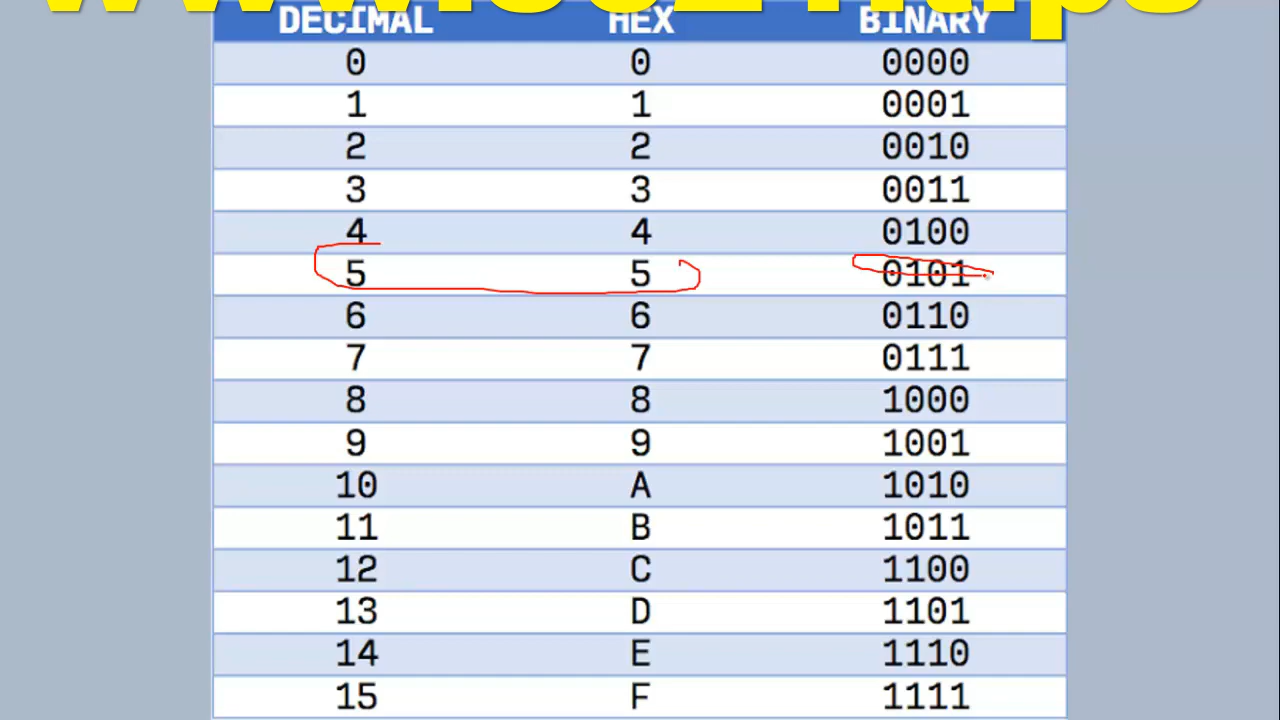 DECIMAL HEX BINARY
0 0 0000
1 1 0001
2 2 0010
3 3 0011
4 4 0100
5 5 0101
6 6 0110
7 7 0111
8 8 1000
9 9 1001
10 A 1010
11 B 1011
12 C 1100
13 D 1101
14 E 1110
15 F 1111